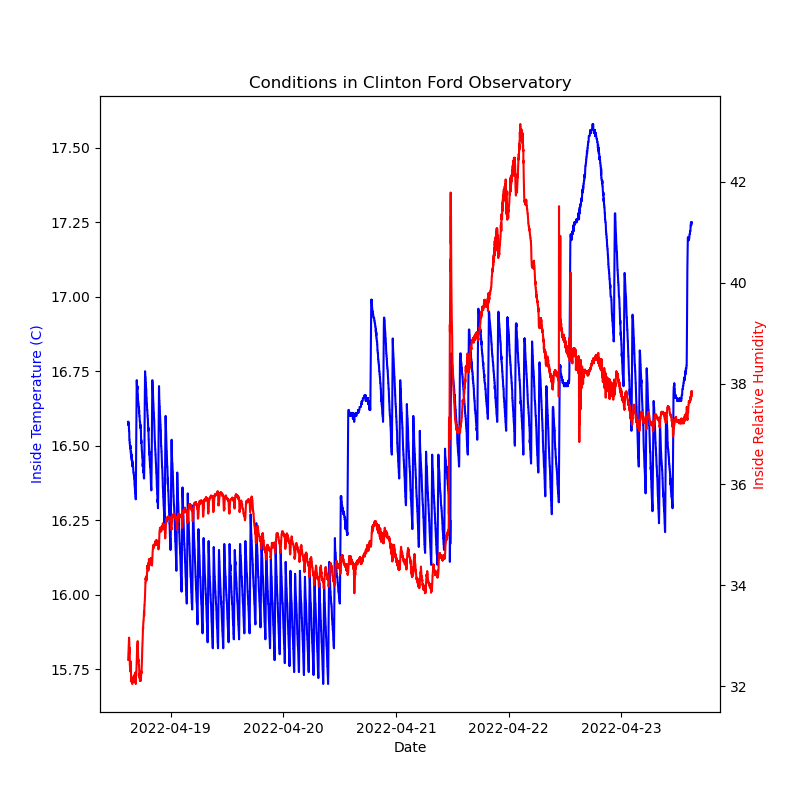 Conditions in Clinton Ford Observatory
17.50
17.25
17.00
16.75
16.50
16.25
16.00
15.75
Inside Temperature (C)
42
40
38
36
34
32
Inside Relative Humidity
2022-04-19 2022-04-20 2022-04-21 2022-04-22 2022-04-23
Date